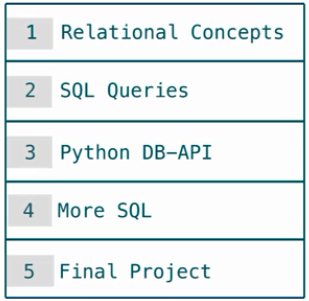 1 Relational Concepts
2 SQL Queries
3 Python DB-API
4 More SQL
5 Final Project